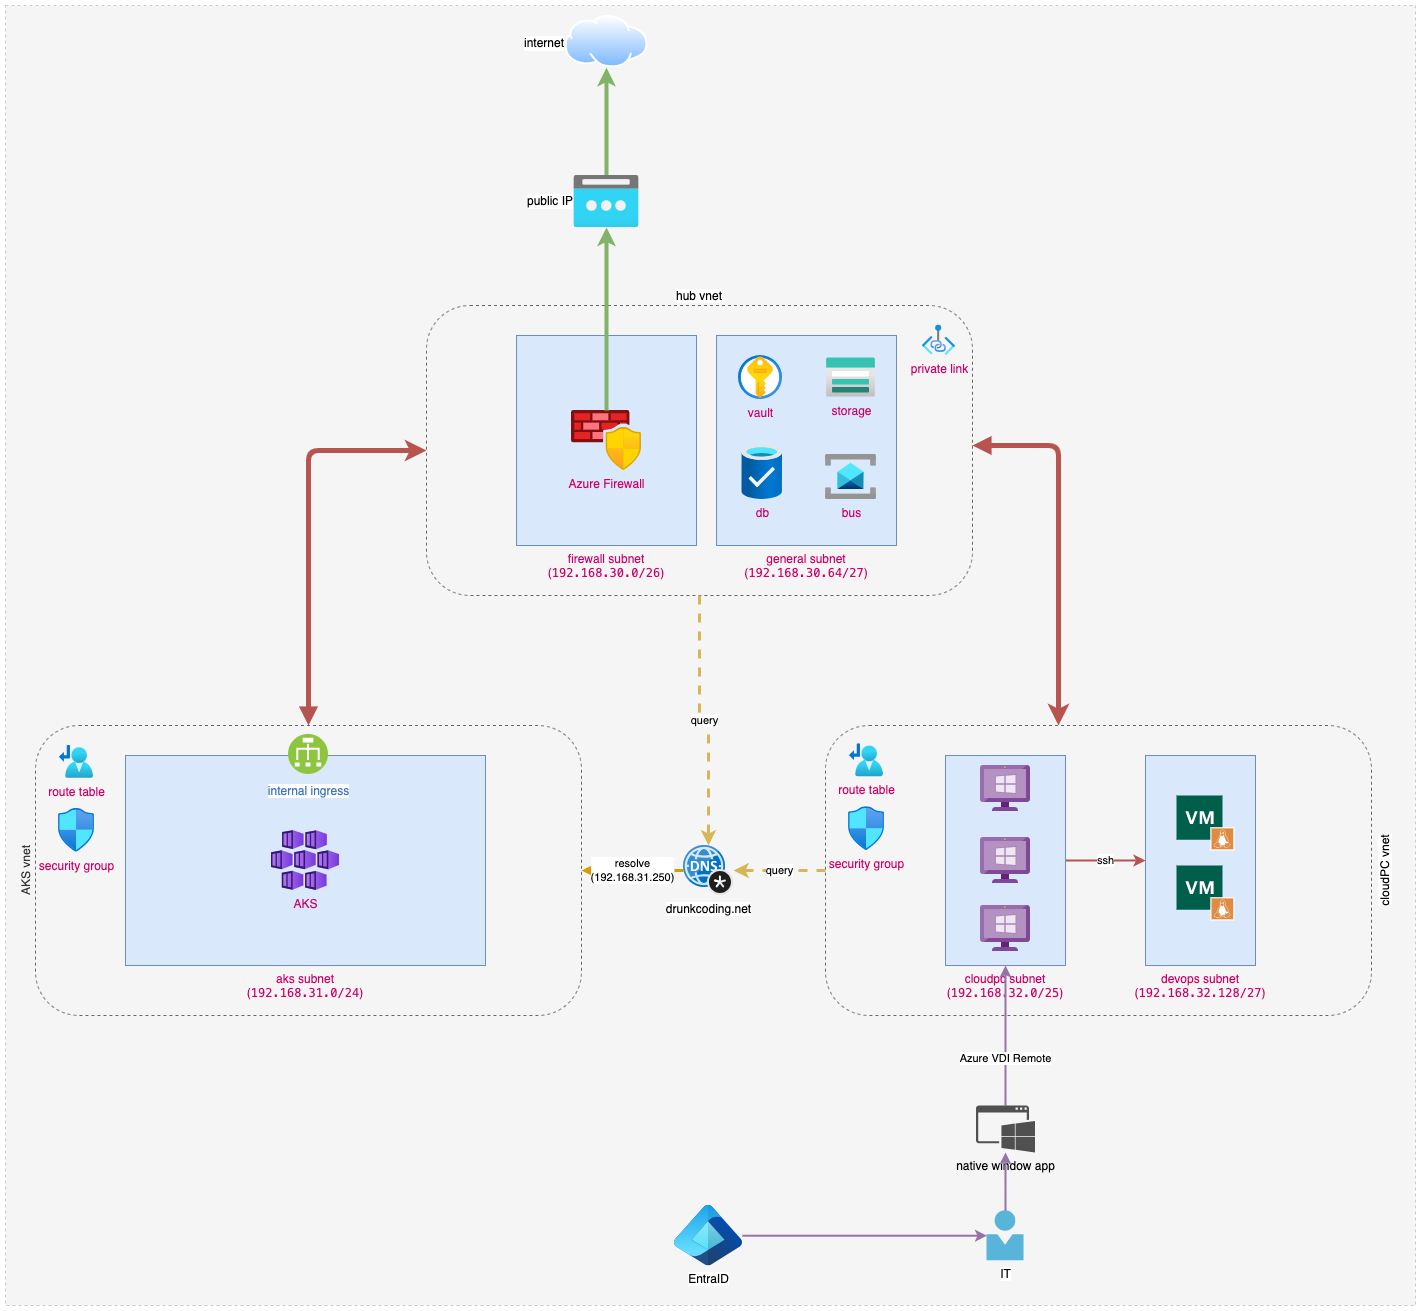 internet
public IP
hub vnet
private link
vault
storage
Azure Firewall
db
bus
firewall subnet
(192.168.30.0/26)
general subnet
(192.168.30.64/27)
query
AKS vnet
route table
security group
internal ingress
AKS
aks subnet
(192.168.31.0/24)
resolve
(192.168.31.250)
DNS
drunkcoding.net
query
route table
security group
ssh
VM
VM
cloudPC vnet
cloudpc subnet
(192.168.32.0/25)
devops subnet
(192.168.32.128/27)
Azure VDI Remote
native window app
EntraID
IT